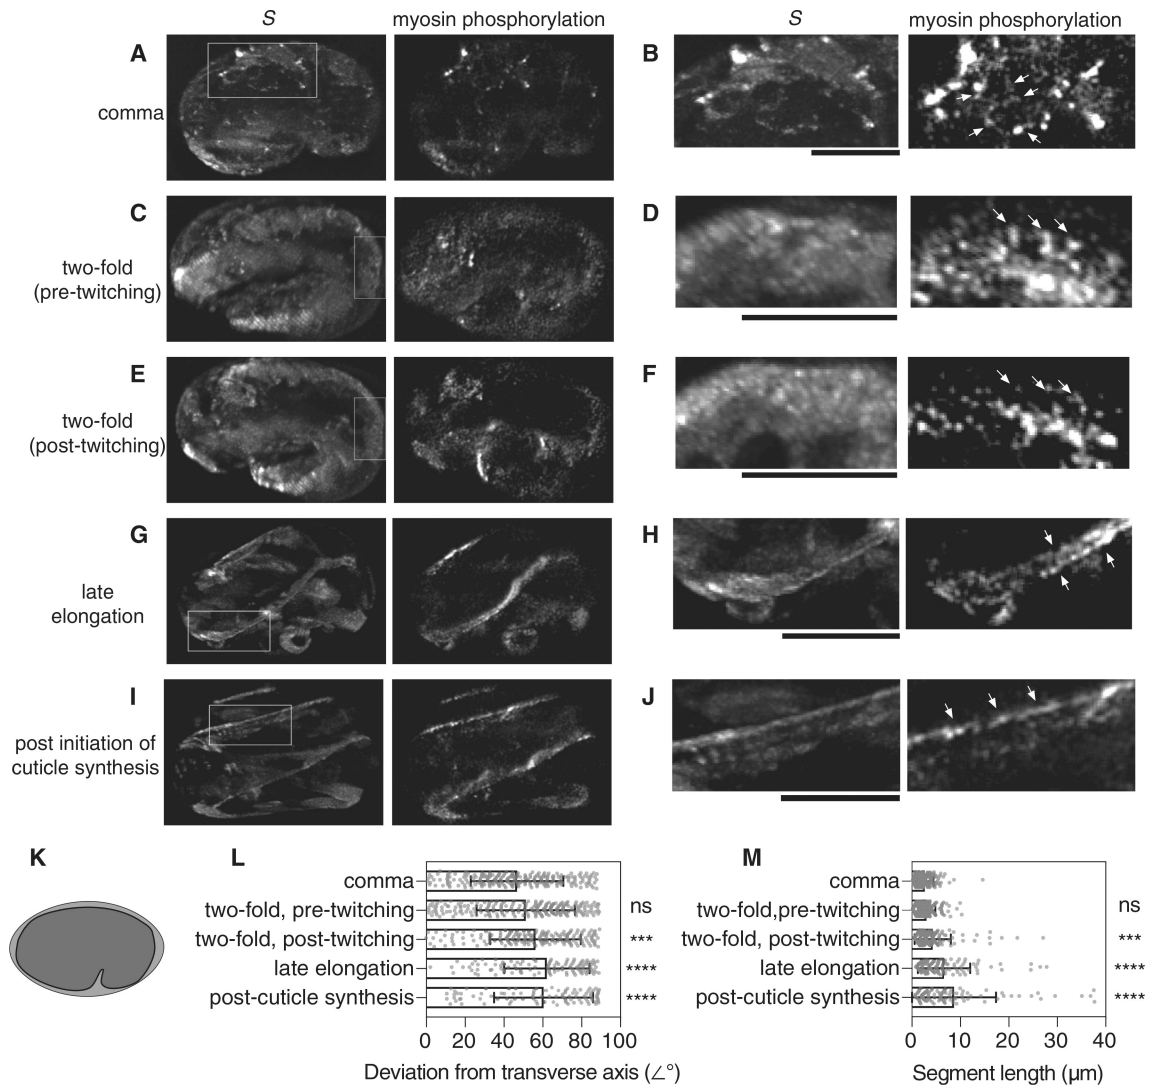 S myosin phosphorylation S myosin phosphorylation
A B
comma
C D
two-fold
(pre-twitching)
E F
two-fold
(post-twitching)
G H
late
elongation
I J
post initiation of
cuticle synthesis
K L M
comma
two-fold, pre-twitching ns
two-fold, post-twitching ***
late elongation ****
post-cuticle synthesis ****
0 20 40 60 80 100
Deviation from transverse axis (∠°)
comma
two-fold,pre-twitching ns
two-fold, post-twitching ***
late elongation ****
post-cuticle synthesis ****
0 10 20 30 40
Segment length (μm)